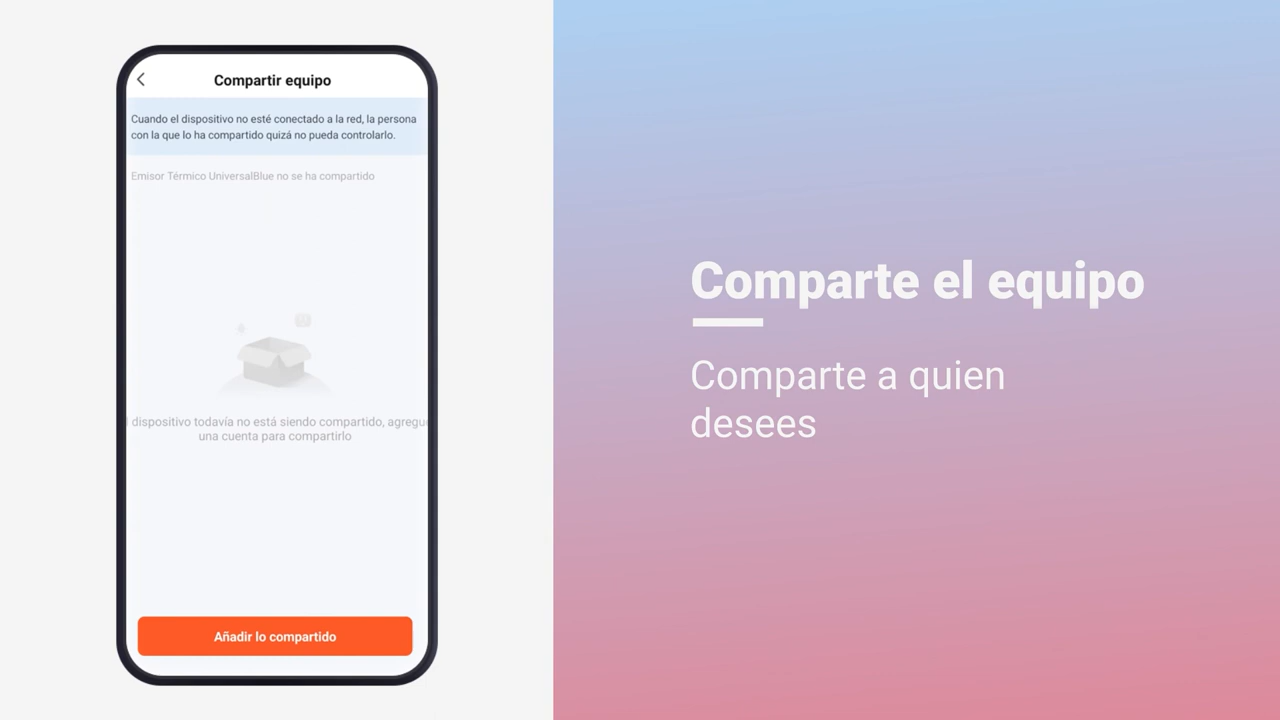 Compartir equipo
Cuando el dispositivo no esté conectado a la red, la persona
con la que lo ha compartido quizá no pueda controlarlo.
Emisor Térmico UniversalBlue no se ha compartido
dispositivo todavía no está siendo compartido, agregu
una cuenta para compartirlo
Añadir lo compartido
Comparte el equipo
Comparte a quien
desees